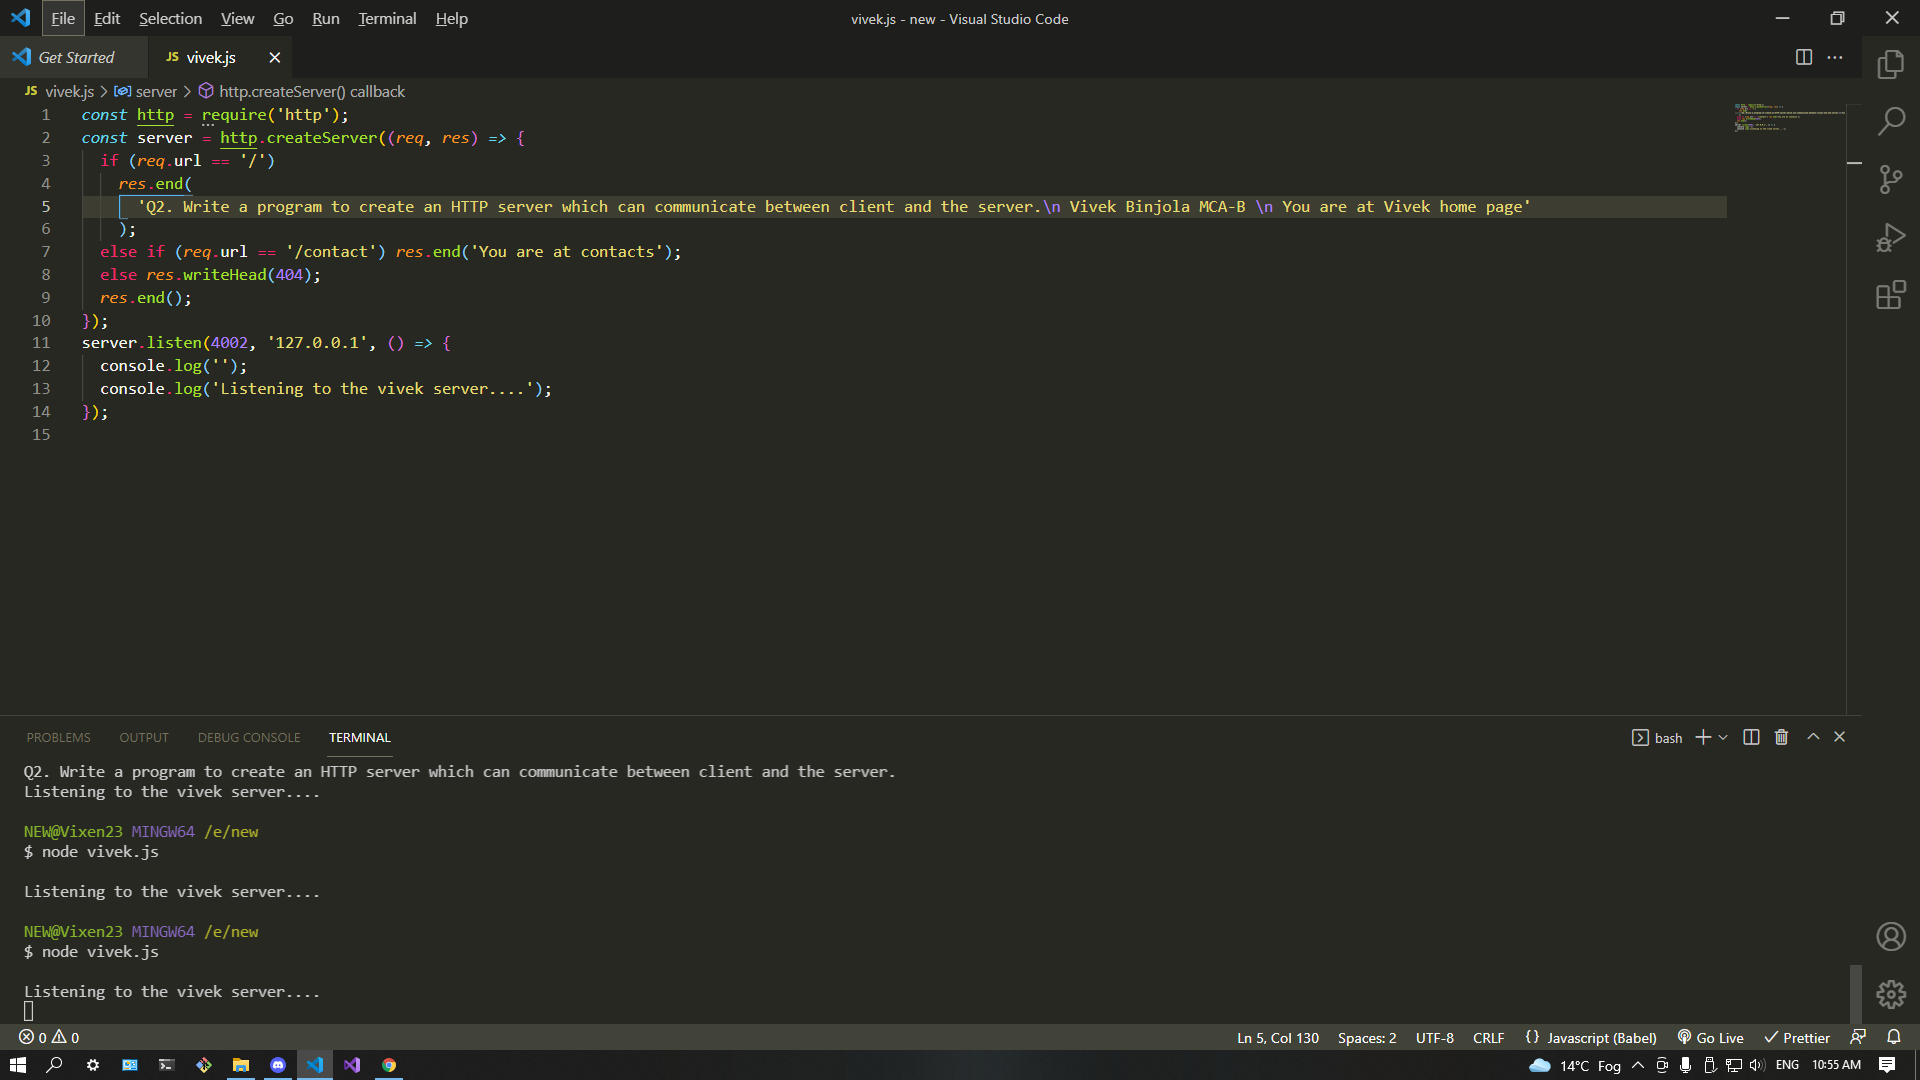 File Edit Selection View Go Run Terminal Help
vivek.js - new - Visual Studio Code
Get Started
JS vivek.js
JS vivek.js > server > http.createServer() callback
1 const http = require('http');
2 const server = http.createServer((req, res) => {
3 if (req.url == '/')
4 res.end(
5 'Q2. Write a program to create an HTTP server which can communicate between client and the server.\n Vivek Binjola MCA-B \n You are at Vivek home page'
6 );
7 else if (req.url == '/contact') res.end('You are at contacts');
8 else res.writeHead(404);
9 res.end();
10 });
11 server.listen(4002, '127.0.0.1', () => {
12 console.log('');
13 console.log('Listening to the vivek server....');
14 });
15
PROBLEMS OUTPUT DEBUG CONSOLE TERMINAL
bash
Q2. Write a program to create an HTTP server which can communicate between client and the server.
Listening to the vivek server....
NEW@Vixen23 MINGW64 /e/new
$ node vivek.js
Listening to the vivek server....
NEW@Vixen23 MINGW64 /e/new
$ node vivek.js
Listening to the vivek server....
0 0
Ln 5, Col 130 Spaces: 2 UTF-8 CRLF {} Javascript (Babel) Go Live Prettier
14°C Fog ENG 10:55 AM